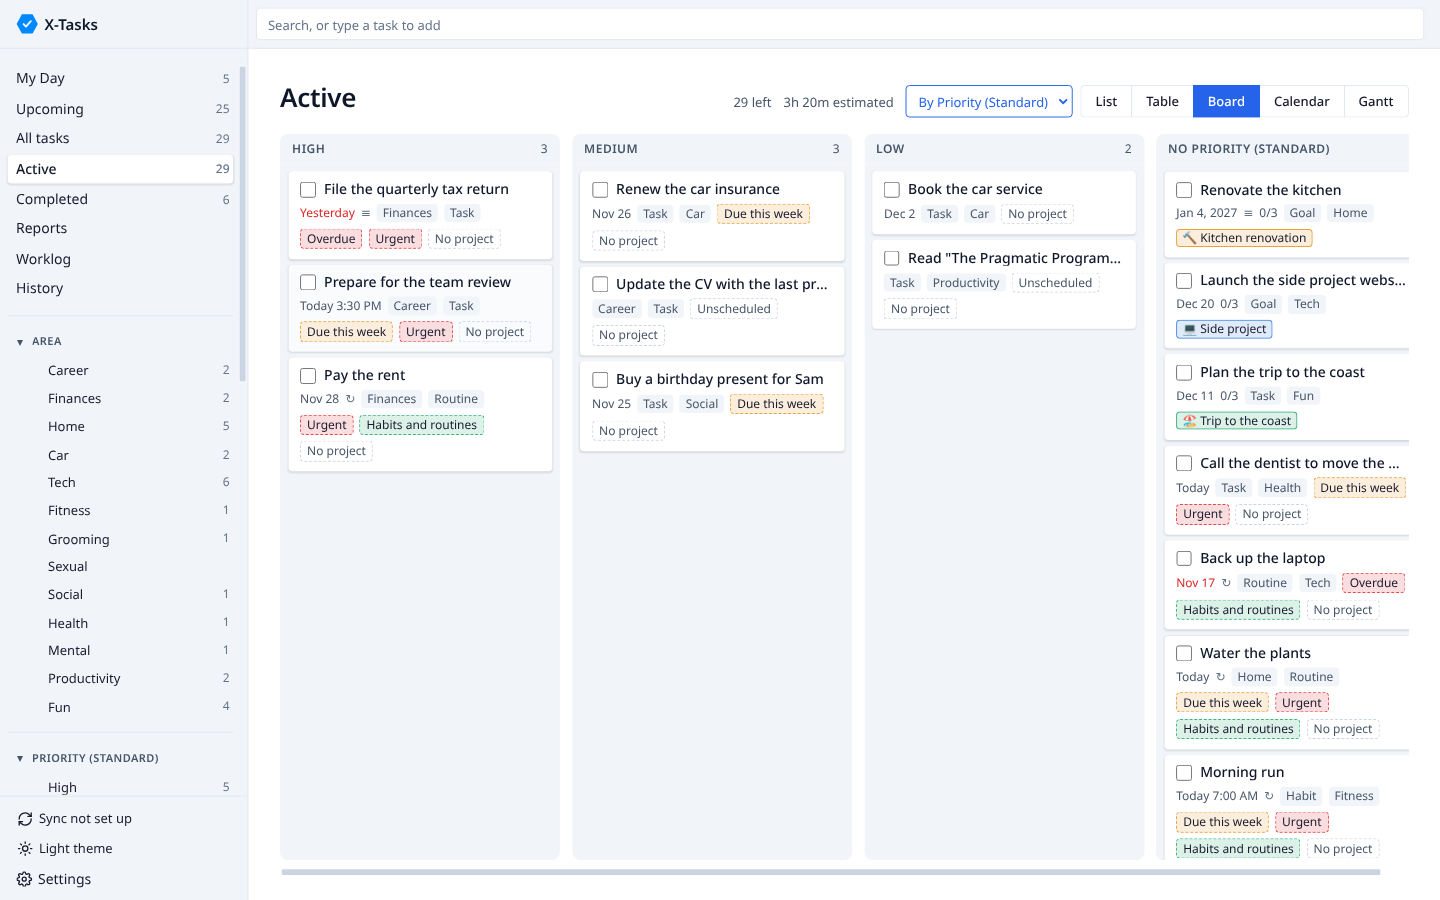 X-Tasks
Search, or type a task to add
My Day 5
Upcoming 25
All tasks 29
Active 29
Completed 6
Reports
Worklog
History
AREA
Career 2
Finances 2
Home 5
Car 2
Tech 6
Fitness 1
Grooming 1
Sexual
Social 1
Health 1
Mental 1
Productivity 2
Fun 4
PRIORITY (STANDARD)
High 5
Sync not set up
Light theme
Settings
Active
29 left 3h 20m estimated By Priority (Standard) List Table Board Calendar Gantt
HIGH 3
File the quarterly tax return
Yesterday Finances Task
Overdue Urgent No project
Prepare for the team review
Today 3:30 PM Career Task
Due this week Urgent No project
Pay the rent
Nov 28 Finances Routine
Urgent Habits and routines
No project
MEDIUM 3
Renew the car insurance
Nov 26 Task Car Due this week
No project
Update the CV with the last pr...
Career Task Unscheduled
No project
Buy a birthday present for Sam
Nov 25 Task Social Due this week
No project
LOW 2
Book the car service
Dec 2 Task Car No project
Read "The Pragmatic Program...
Task Productivity Unscheduled
No project
NO PRIORITY (STANDARD)
Renovate the kitchen
Jan 4, 2027 0/3 Goal Home
Kitchen renovation
Launch the side project webs...
Dec 20 0/3 Goal Tech
Side project
Plan the trip to the coast
Dec 11 0/3 Task Fun
Trip to the coast
Call the dentist to move the ...
Today Task Health Due this week
Urgent No project
Back up the laptop
Nov 17 Routine Tech Overdue
Habits and routines No project
Water the plants
Today Home Routine
Due this week Urgent
Habits and routines No project
Morning run
Today 7:00 AM Habit Fitness
Due this week Urgent
Habits and routines No project